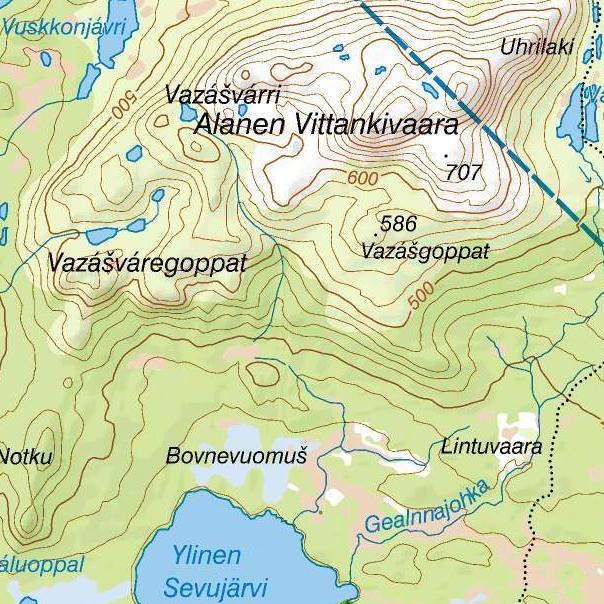 Vuskkonjávri
Uhrilaki
500
Vazášvárri
Alanen Vittankivaara
707
600
586
Vazášgoppat
Vazášváregoppat
500
Notku
Bovnevuomuš
Lintuvaara
Gealnnajohka
áluoppal
Ylinen
Sevujärvi